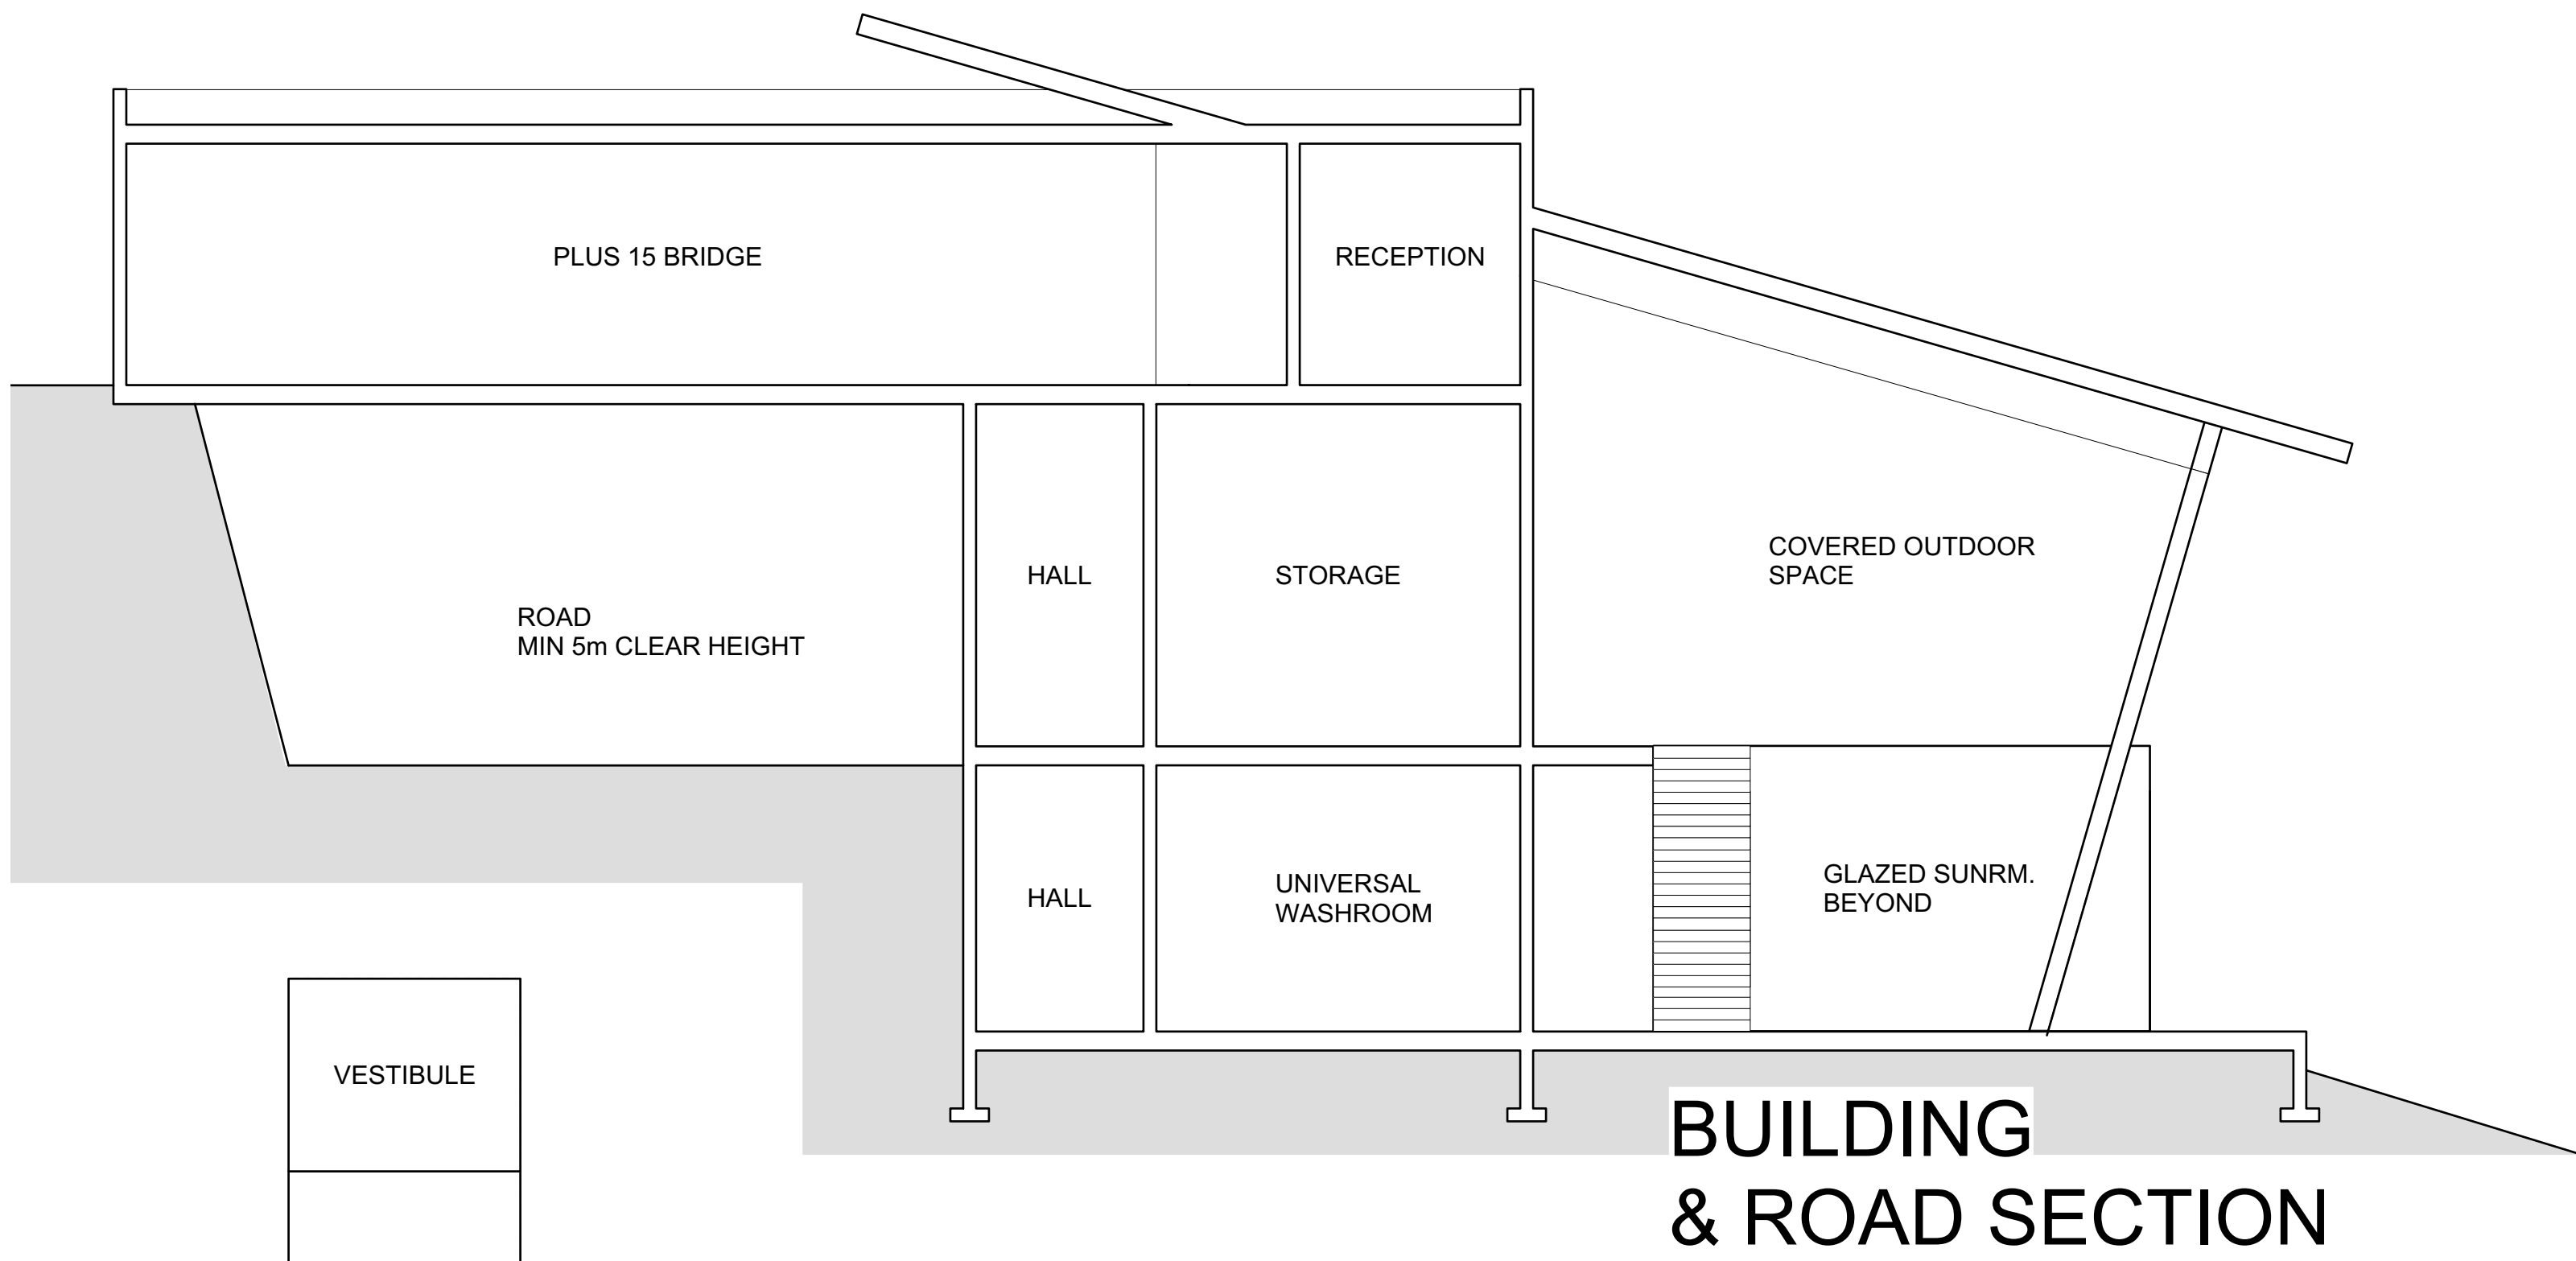 PLUS 15 BRIDGE
RECEPTION
COVERED OUTDOOR
SPACE
HALL
STORAGE
ROAD
MIN 5m CLEAR HEIGHT
GLAZED SUNRM.
BEYOND
HALL
UNIVERSAL
WASHROOM
VESTIBULE
BUILDING
& ROAD SECTION